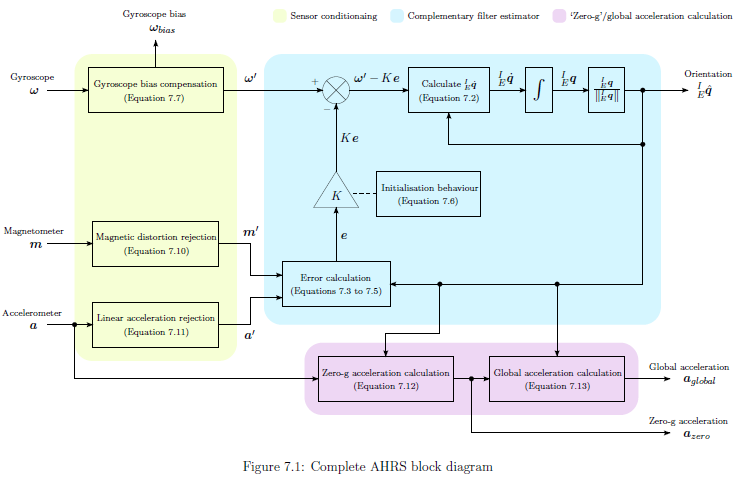 Sensor conditionaing
Complementary filter estimator
'Zero-g'/global acceleration calculation
Gyroscope bias
ω_bias
Gyroscope
ω
Gyroscope bias compensation
(Equation 7.7)
ω′
+
−
ω′ − K e
Calculate ᴵ_E q̇
(Equation 7.2)
ᴵ_E q̇
∫
ᴵ_E q
ᴵ_E q / ‖ᴵ_E q‖
Orientation
ᴵ_E q̂
K e
K
Initialisation behaviour
(Equation 7.6)
e
Magnetometer
m
Magnetic distortion rejection
(Equation 7.10)
m′
Error calculation
(Equations 7.3 to 7.5)
Accelerometer
a
Linear acceleration rejection
(Equation 7.11)
a′
Zero-g acceleration calculation
(Equation 7.12)
Global acceleration calculation
(Equation 7.13)
Global acceleration
a_global
Zero-g acceleration
a_zero
Figure 7.1: Complete AHRS block diagram